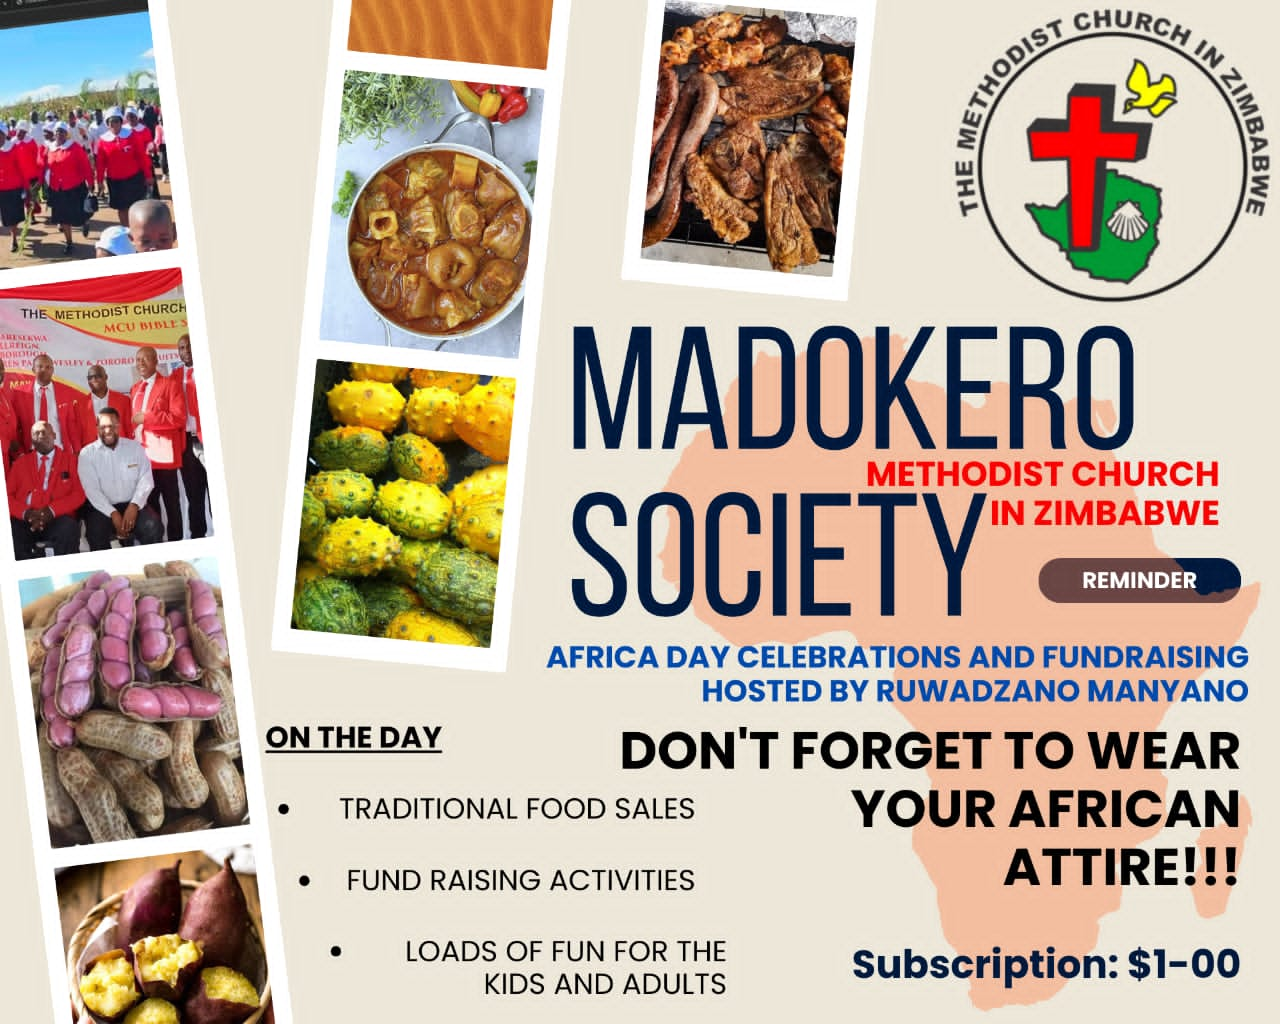 THE METHODIST CHURCH IN ZIMBABWE
THE METHODIST CHURCH
MCU BIBLE S
WESLEY &
MADOKERO
METHODIST CHURCH
SOCIETY
IN ZIMBABWE
REMINDER
AFRICA DAY CELEBRATIONS AND FUNDRAISING
HOSTED BY RUWADZANO MANYANO
ON THE DAY
DON'T FORGET TO WEAR
YOUR AFRICAN
ATTIRE!!!
• TRADITIONAL FOOD SALES
• FUND RAISING ACTIVITIES
• LOADS OF FUN FOR THE
KIDS AND ADULTS
Subscription: $1-00